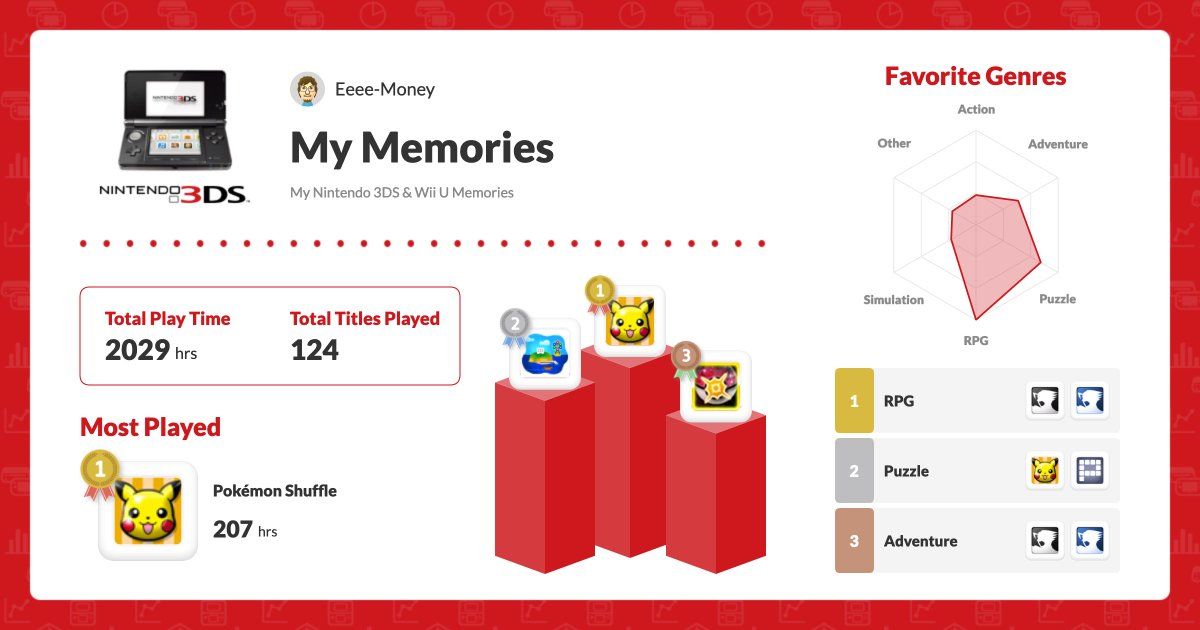 NINTENDO 3DS
NINTENDO 3DS™
Eeee-Money
My Memories
My Nintendo 3DS & Wii U Memories
Total Play Time
2029 hrs
Total Titles Played
124
Most Played
1
Pokémon Shuffle
207 hrs
2
1
3
Favorite Genres
Action
Adventure
Puzzle
RPG
Simulation
Other
1 RPG
2 Puzzle
3 Adventure